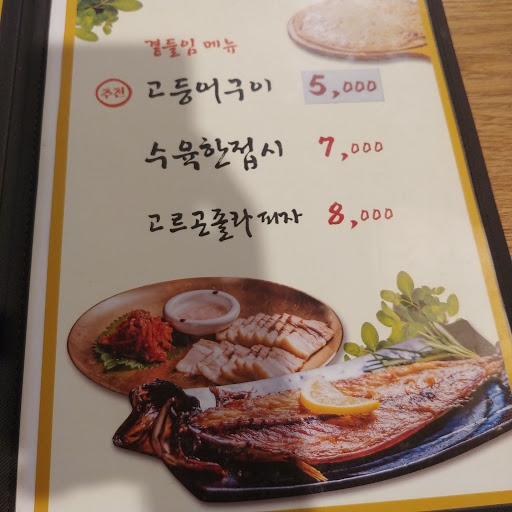 곁들임 메뉴
추천 고등어구이 5,000
수육한접시 7,000
고르곤졸라피자 8,000